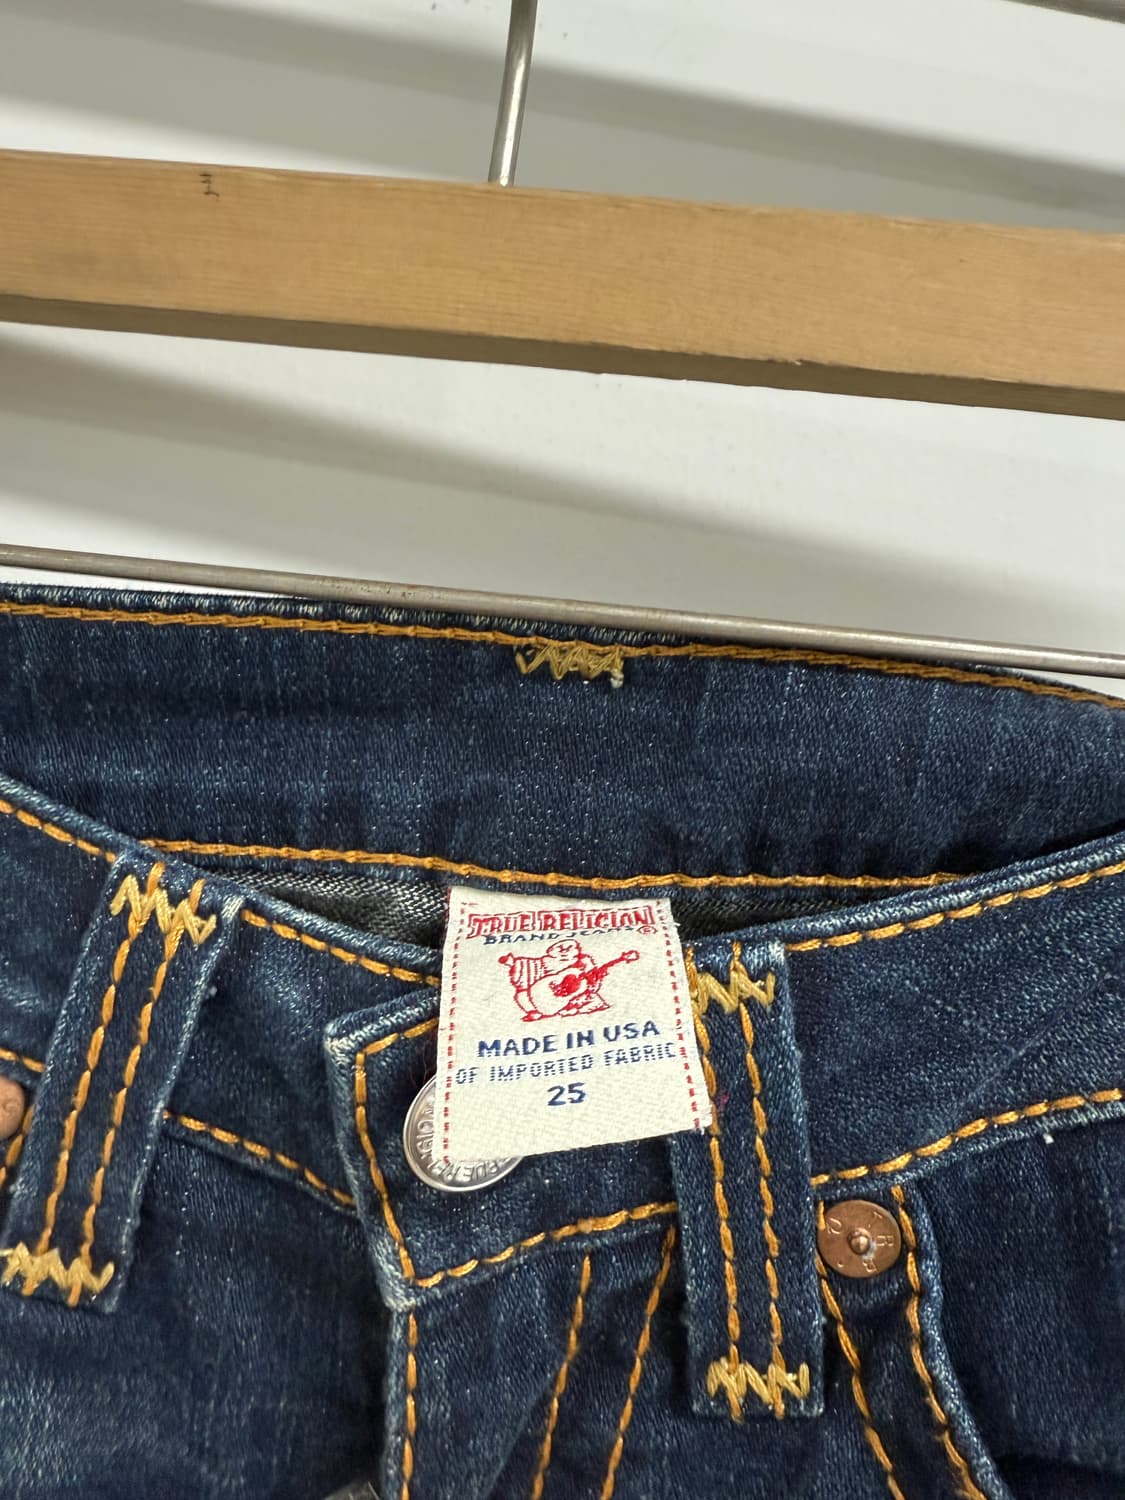 TRUE RELIGION
BRAND JEANS ®
MADE IN USA
OF IMPORTED FABRIC
25